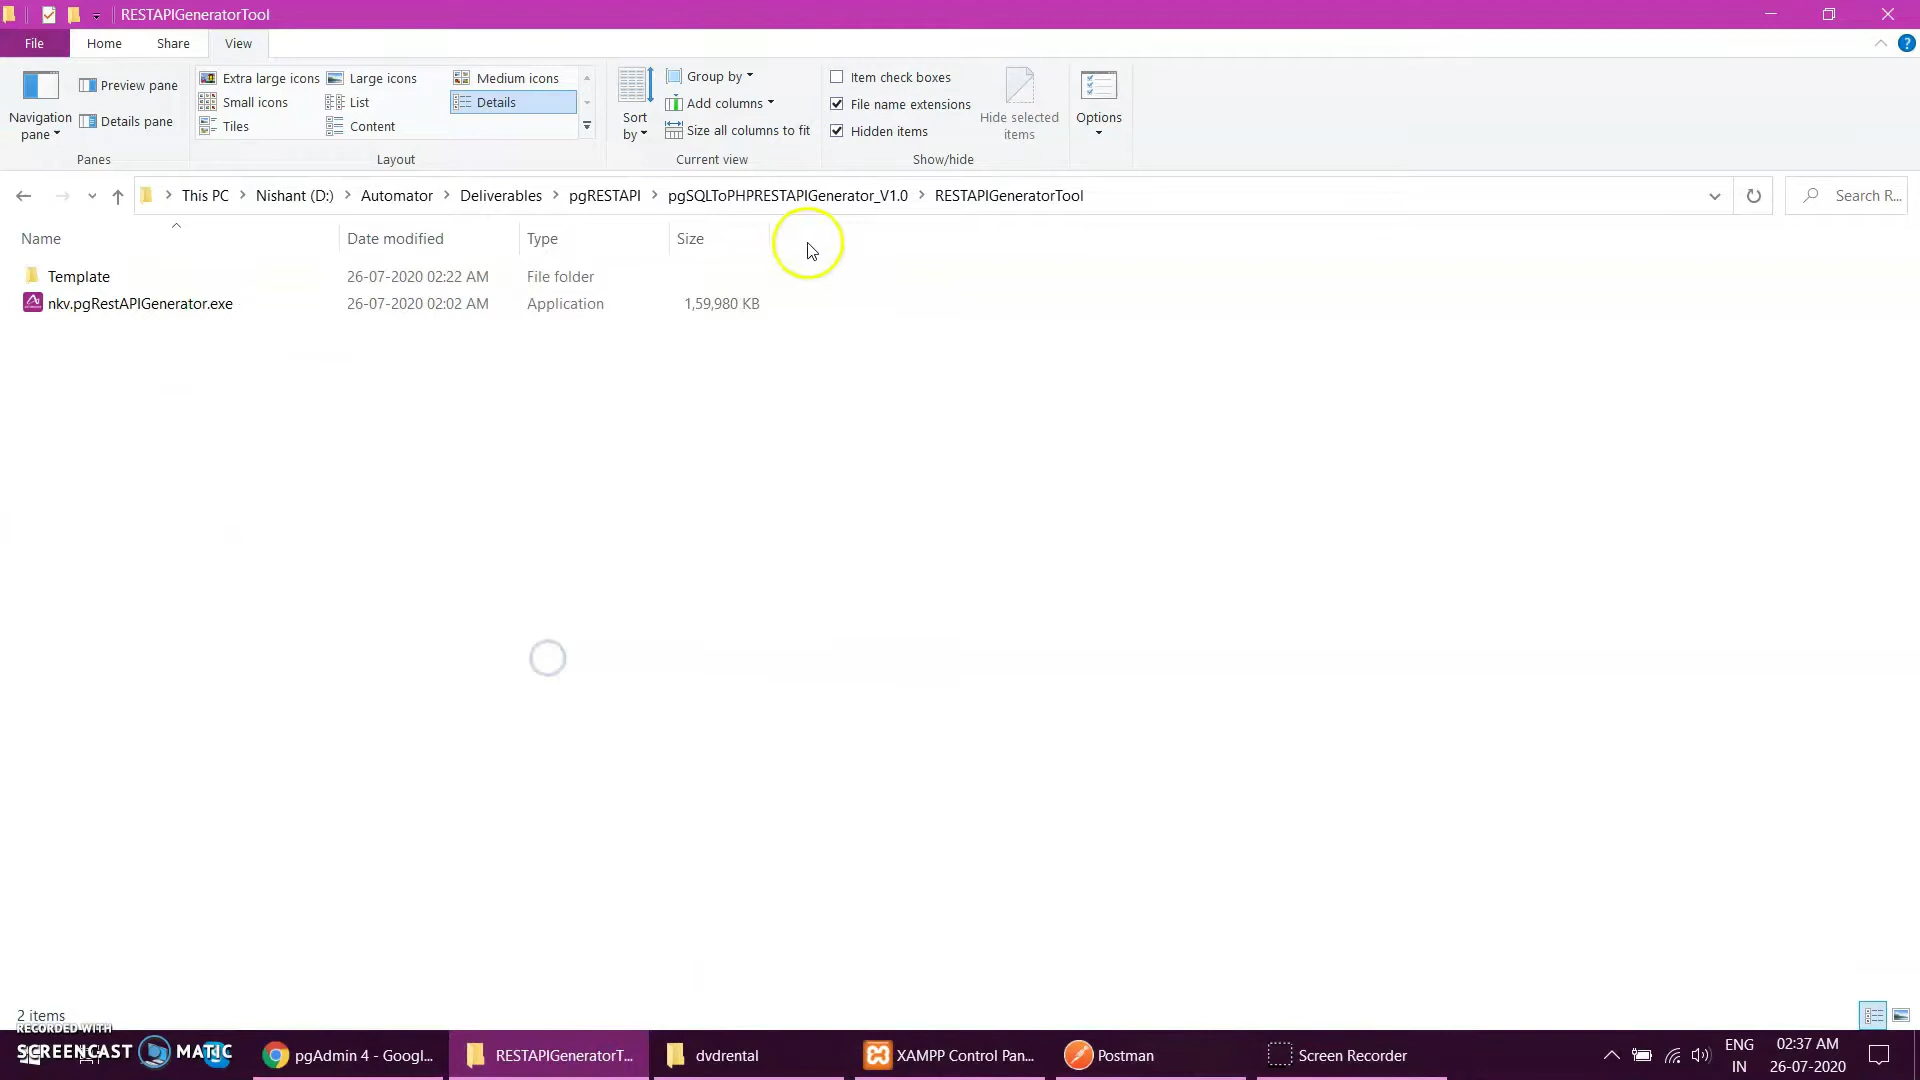 RESTAPIGeneratorTool
File Home Share View
Navigation pane
Preview pane
Details pane
Panes
Extra large icons Large icons Medium icons
Small icons List Details
Tiles Content
Layout
Sort by
Group by
Add columns
Size all columns to fit
Current view
Item check boxes
File name extensions
Hidden items
Hide selected items
Show/hide
Options
This PC > Nishant (D:) > Automator > Deliverables > pgRESTAPI > pgSQLToPHPRESTAPIGenerator_V1.0 > RESTAPIGeneratorTool
Search R...
Name Date modified Type Size
Template 26-07-2020 02:22 AM File folder
nkv.pgRestAPIGenerator.exe 26-07-2020 02:02 AM Application 1,59,980 KB
2 items
RECORDED WITH
SCREENCAST MATIC
pgAdmin 4 - Googl...
RESTAPIGeneratorT...
dvdrental
XAMPP Control Pan...
Postman
Screen Recorder
ENG
IN
02:37 AM
26-07-2020